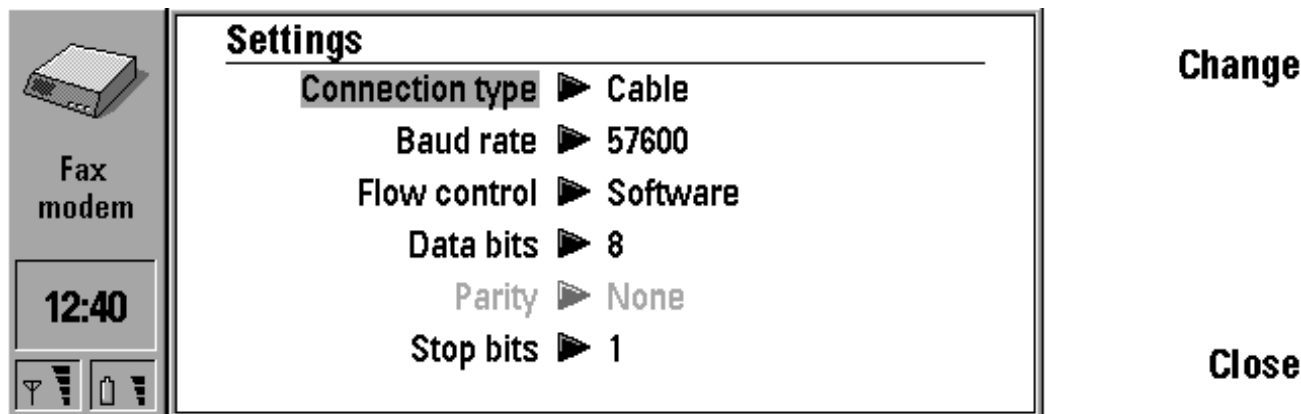 Fax
modem
12:40
Settings
Connection type Cable
Baud rate 57600
Flow control Software
Data bits 8
Parity None
Stop bits 1
Change
Close